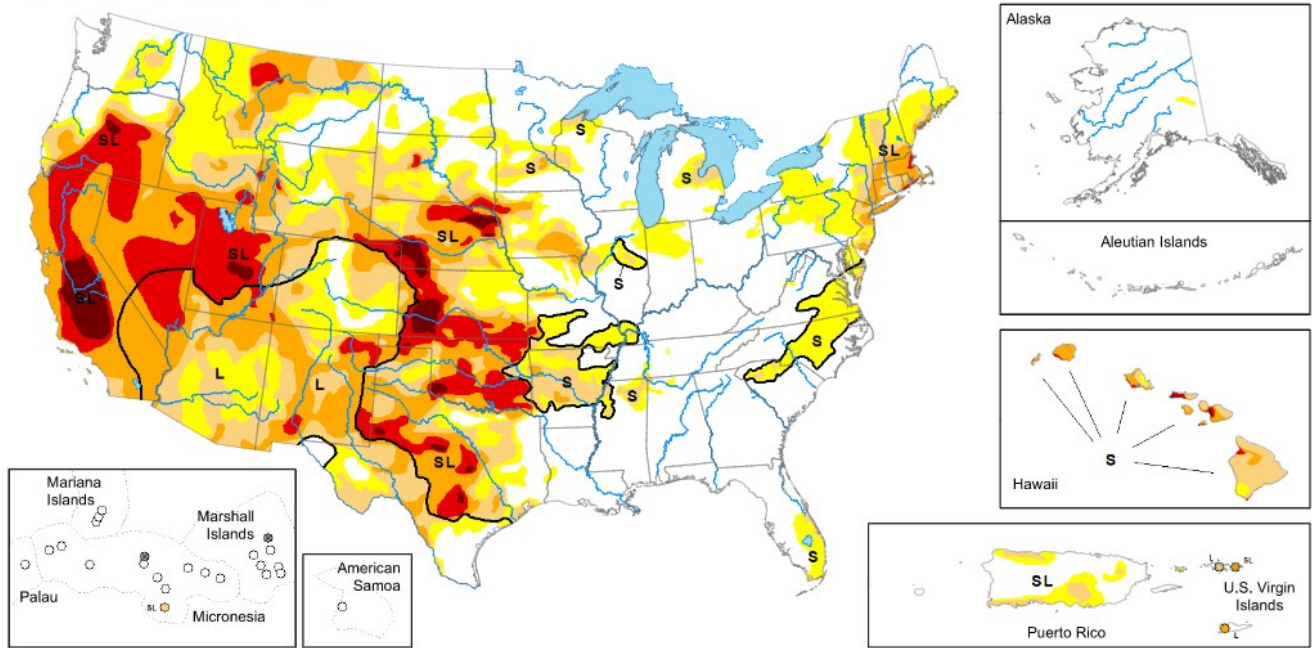 Alaska
Aleutian Islands
SL
S
SL
S
S
SL
SL
SL
S
S
L
L
S
S
S
SL
S
Hawaii
S
Mariana
Islands
Marshall
Islands
Palau
SL
Micronesia
American
Samoa
SL
L
SL
U.S. Virgin
Islands
L
Puerto Rico